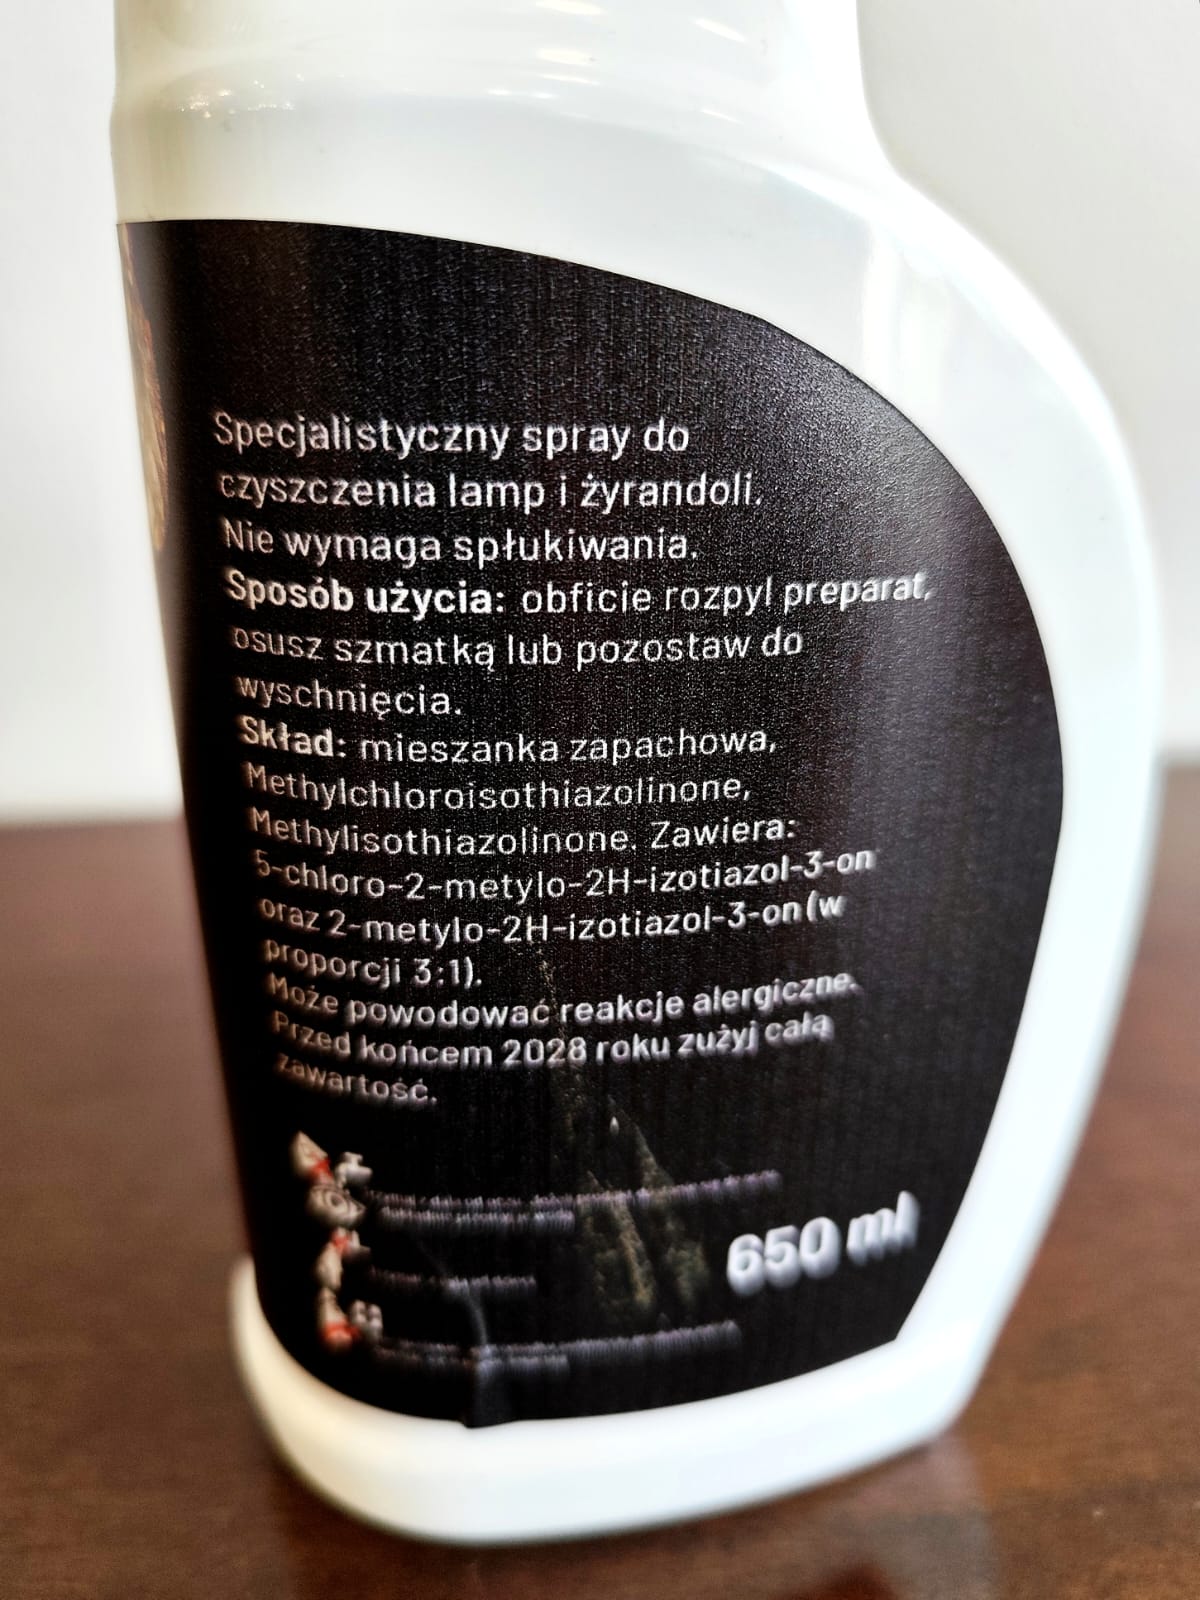 Specjalistyczny spray do
czyszczenia lamp i żyrandoli.
Nie wymaga spłukiwania.
Sposób użycia: obficie rozpyl preparat,
osusz szmatką lub pozostaw do
wyschnięcia.
Skład: mieszanka zapachowa,
Methylchloroisothiazolinone,
Methylisothiazolinone. Zawiera:
5-chloro-2-metylo-2H-izotiazol-3-on
oraz 2-metylo-2H-izotiazol-3-on (w
proporcji 3:1).
Może powodować reakcje alergiczne.
Przed końcem 2028 roku zużyj całą
zawartość.
650 ml